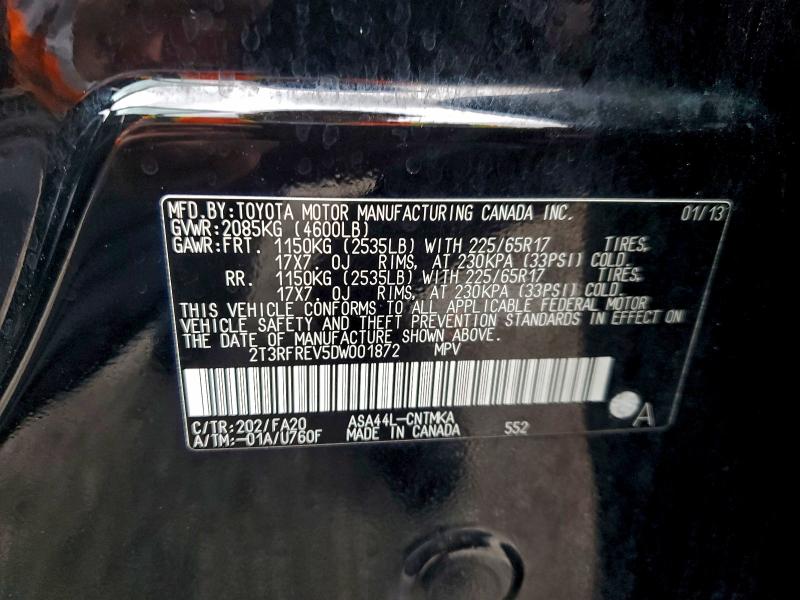 MFD.BY:TOYOTA MOTOR MANUFACTURING CANADA INC. 01/13
GVWR:2085KG (4600LB)
GAWR:FRT. 1150KG (2535LB) WITH 225/65R17 TIRES,
17X7. OJ RIMS, AT 230KPA (33PSI) COLD.
RR. 1150KG (2535LB) WITH 225/65R17 TIRES,
17X7. OJ RIMS, AT 230KPA (33PSI) COLD.
THIS VEHICLE CONFORMS TO ALL APPLICABLE FEDERAL MOTOR
VEHICLE SAFETY AND THEFT PREVENTION STANDARDS IN EFFECT ON
THE DATE OF MANUFACTURE SHOWN ABOVE.
2T3RFREV5DW001872 MPV
C/TR:202/FA20 ASA44L-CNTMKA
A/TM:-01A/U760F MADE IN CANADA 552 A